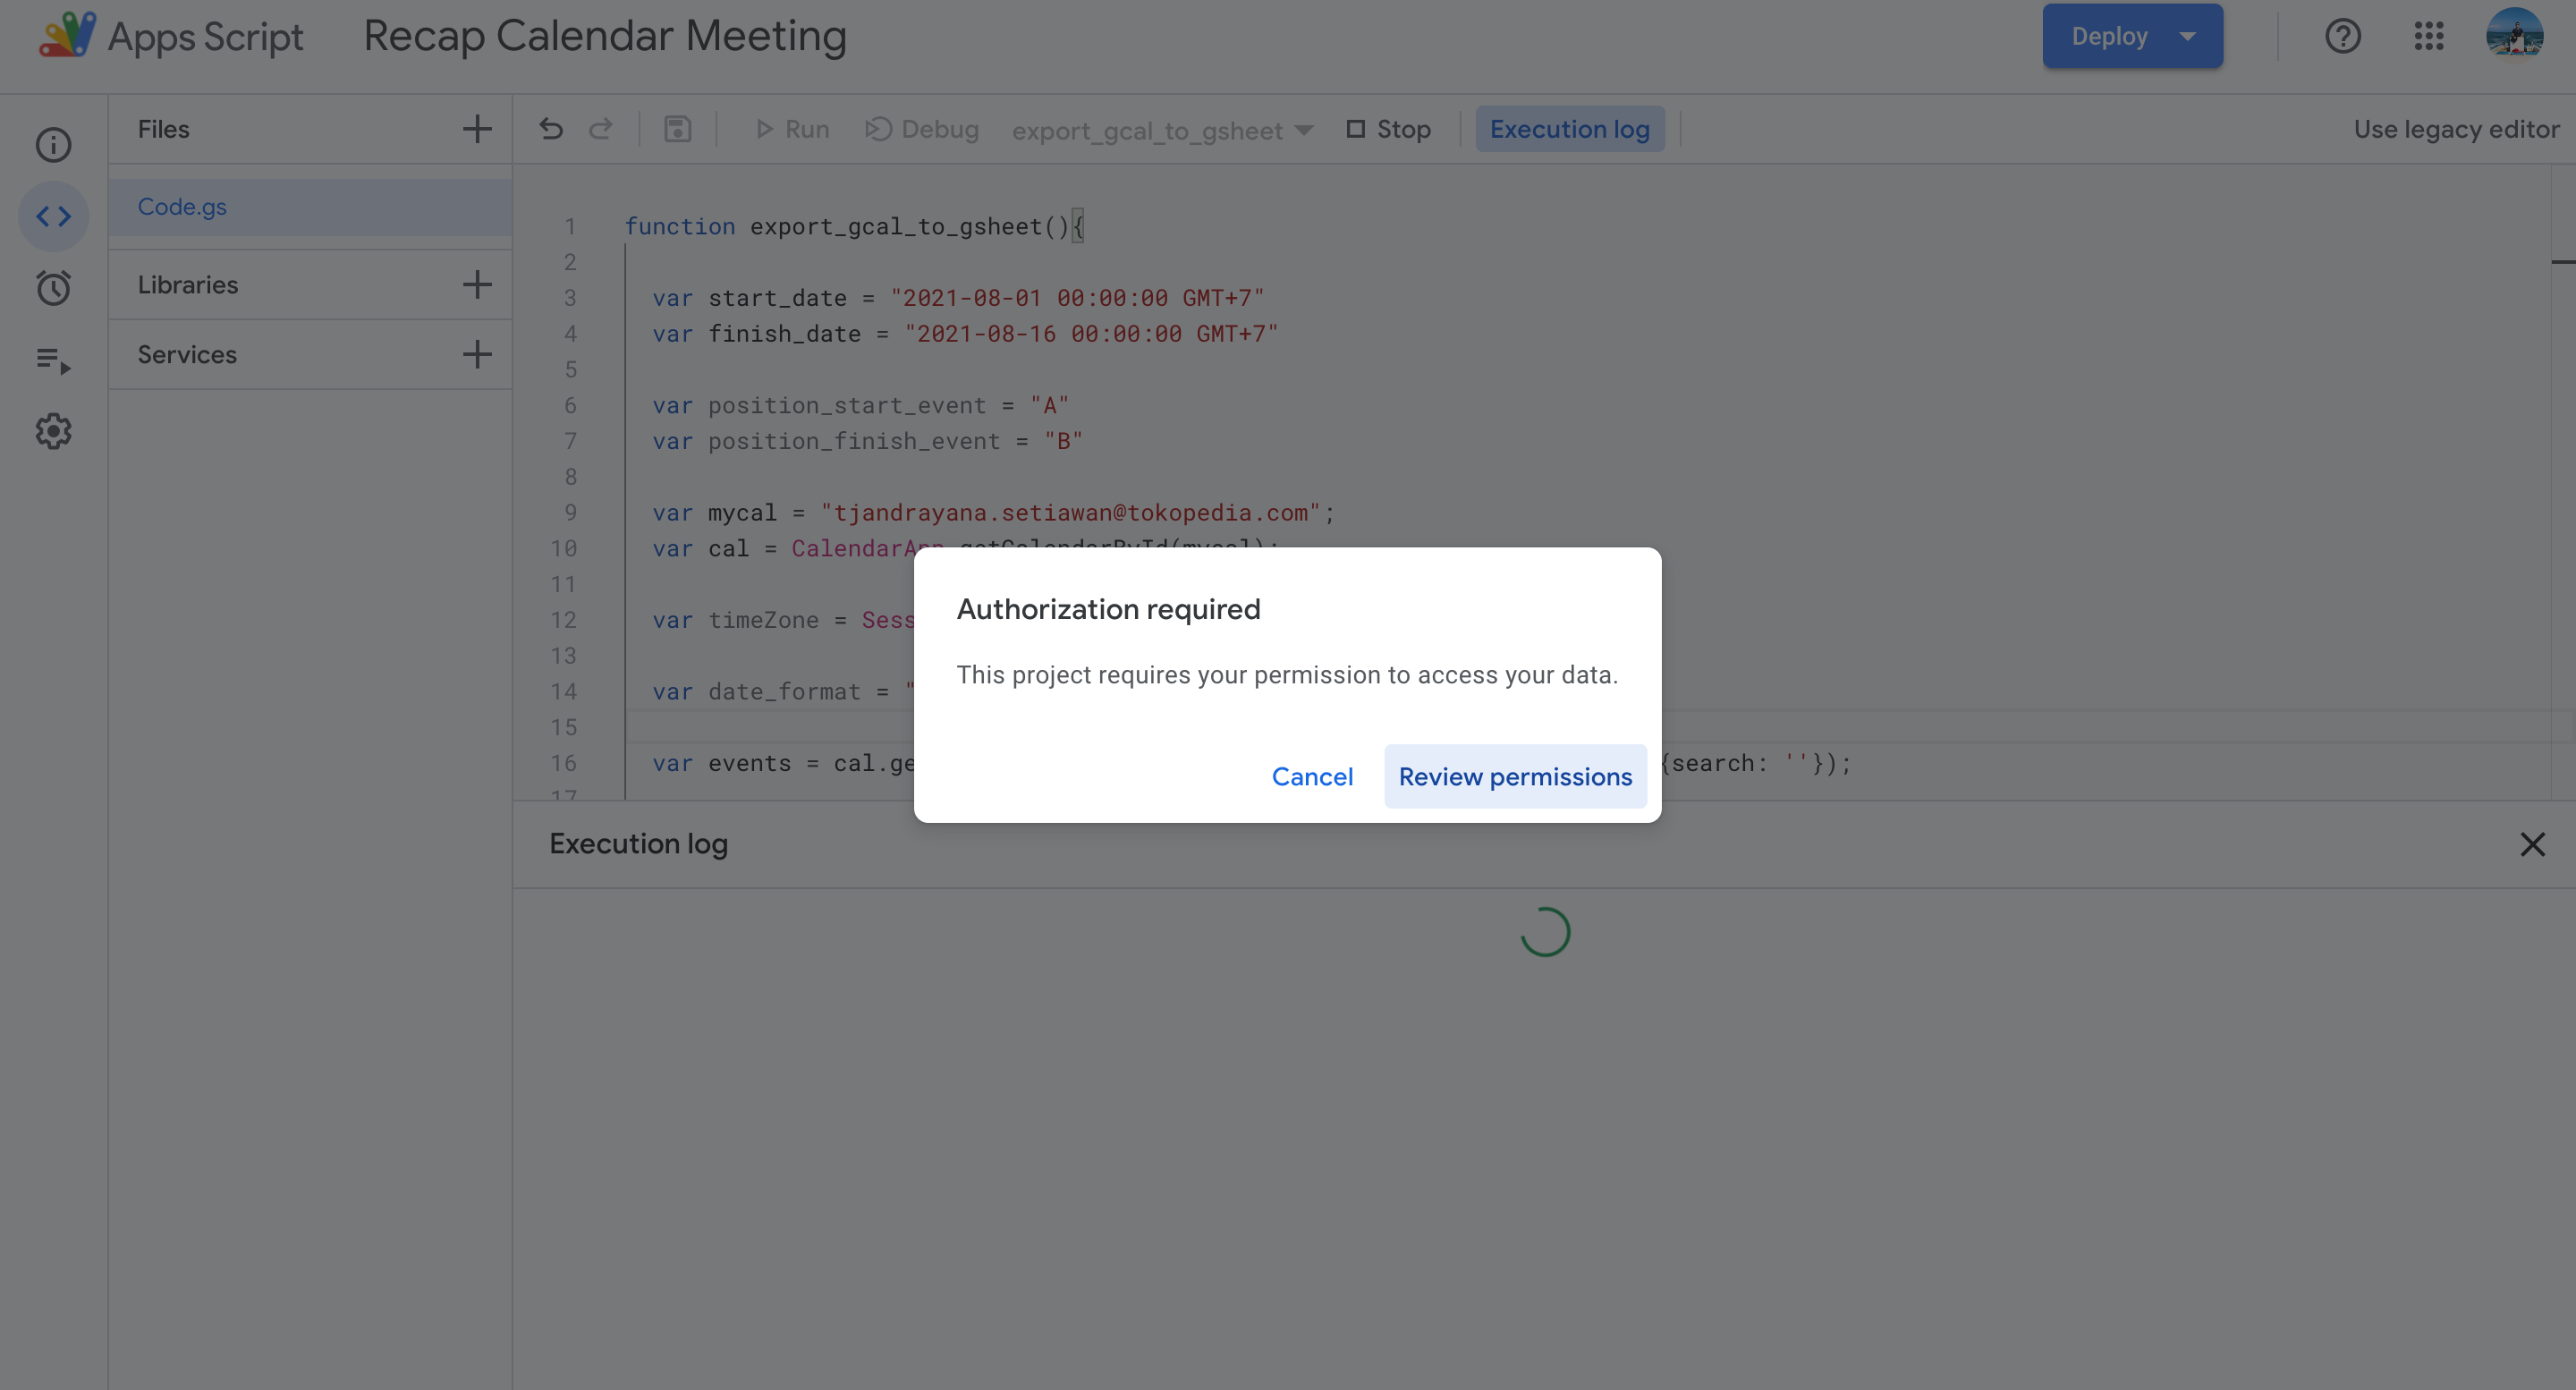 Apps Script
Recap Calendar Meeting
Deploy
Files
Run
Debug
export_gcal_to_gsheet
Stop
Execution log
Use legacy editor
Code.gs
Libraries
Services
1 function export_gcal_to_gsheet(){
2
3 var start_date = "2021-08-01 00:00:00 GMT+7"
4 var finish_date = "2021-08-16 00:00:00 GMT+7"
5
6 var position_start_event = "A"
7 var position_finish_event = "B"
8
9 var mycal = "tjandrayana.setiawan@tokopedia.com";
10 var cal = CalendarApp.getCalendarById(mycal);
11
12 var timeZone = Sess
13
14 var date_format = "
15
16 var events = cal.ge {search: ''});
17
Authorization required
This project requires your permission to access your data.
Cancel
Review permissions
Execution log